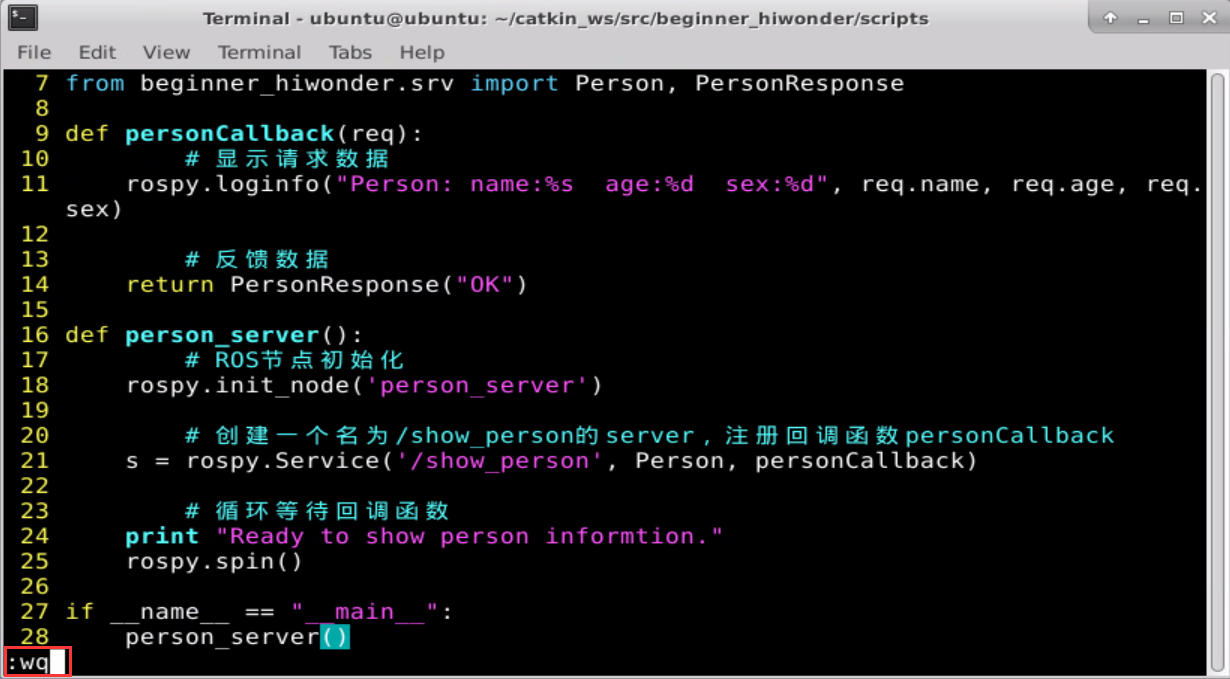 Terminal - ubuntu@ubuntu: ~/catkin_ws/src/beginner_hiwonder/scripts
File Edit View Terminal Tabs Help
7 from beginner_hiwonder.srv import Person, PersonResponse
8
9 def personCallback(req):
10 # 显示请求数据
11 rospy.loginfo("Person: name:%s  age:%d  sex:%d", req.name, req.age, req.
sex)
12
13 # 反馈数据
14 return PersonResponse("OK")
15
16 def person_server():
17 # ROS节点初始化
18 rospy.init_node('person_server')
19
20 # 创建一个名为/show_person的server，注册回调函数personCallback
21 s = rospy.Service('/show_person', Person, personCallback)
22
23 # 循环等待回调函数
24 print "Ready to show person informtion."
25 rospy.spin()
26
27 if __name__ == "__main__":
28 person_server()
:wq